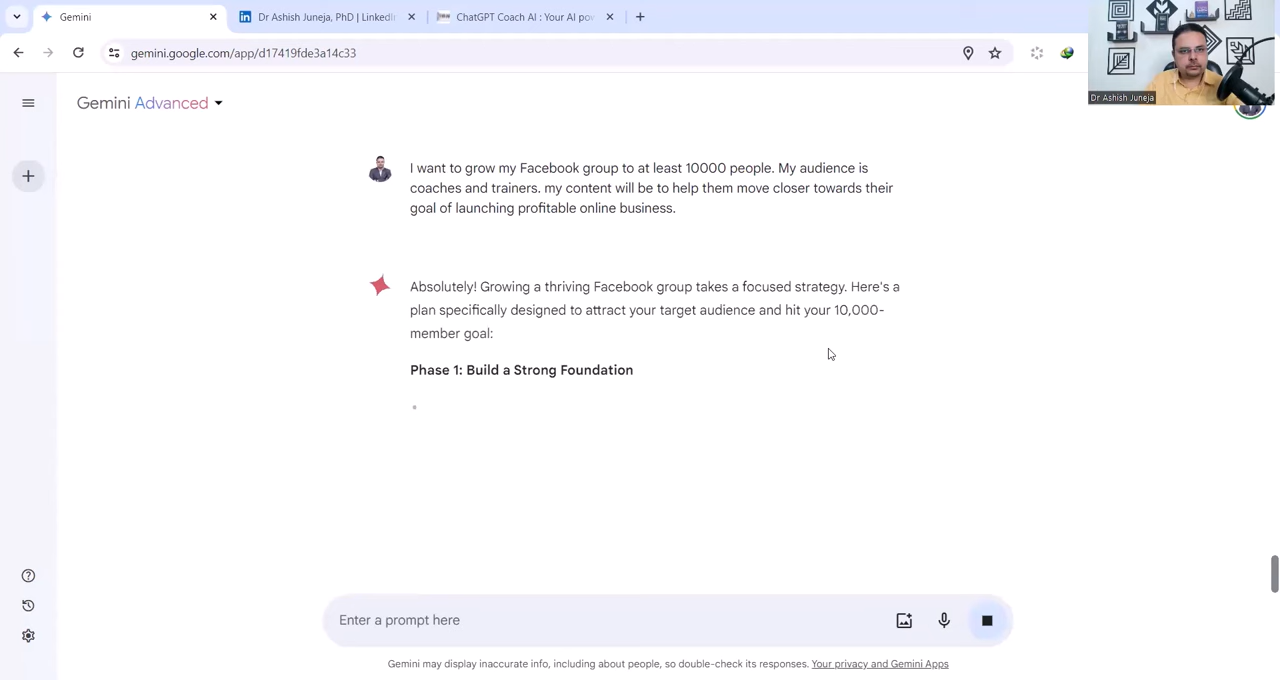 Gemini
Dr Ashish Juneja, PhD | LinkedIn
ChatGPT Coach AI : Your AI pow
gemini.google.com/app/d17419fde3a14c33
Dr Ashish Juneja
Gemini Advanced
I want to grow my Facebook group to at least 10000 people. My audience is
coaches and trainers. my content will be to help them move closer towards their
goal of launching profitable online business.
Absolutely! Growing a thriving Facebook group takes a focused strategy. Here's a
plan specifically designed to attract your target audience and hit your 10,000-
member goal:
Phase 1: Build a Strong Foundation
Enter a prompt here
Gemini may display inaccurate info, including about people, so double-check its responses. Your privacy and Gemini Apps